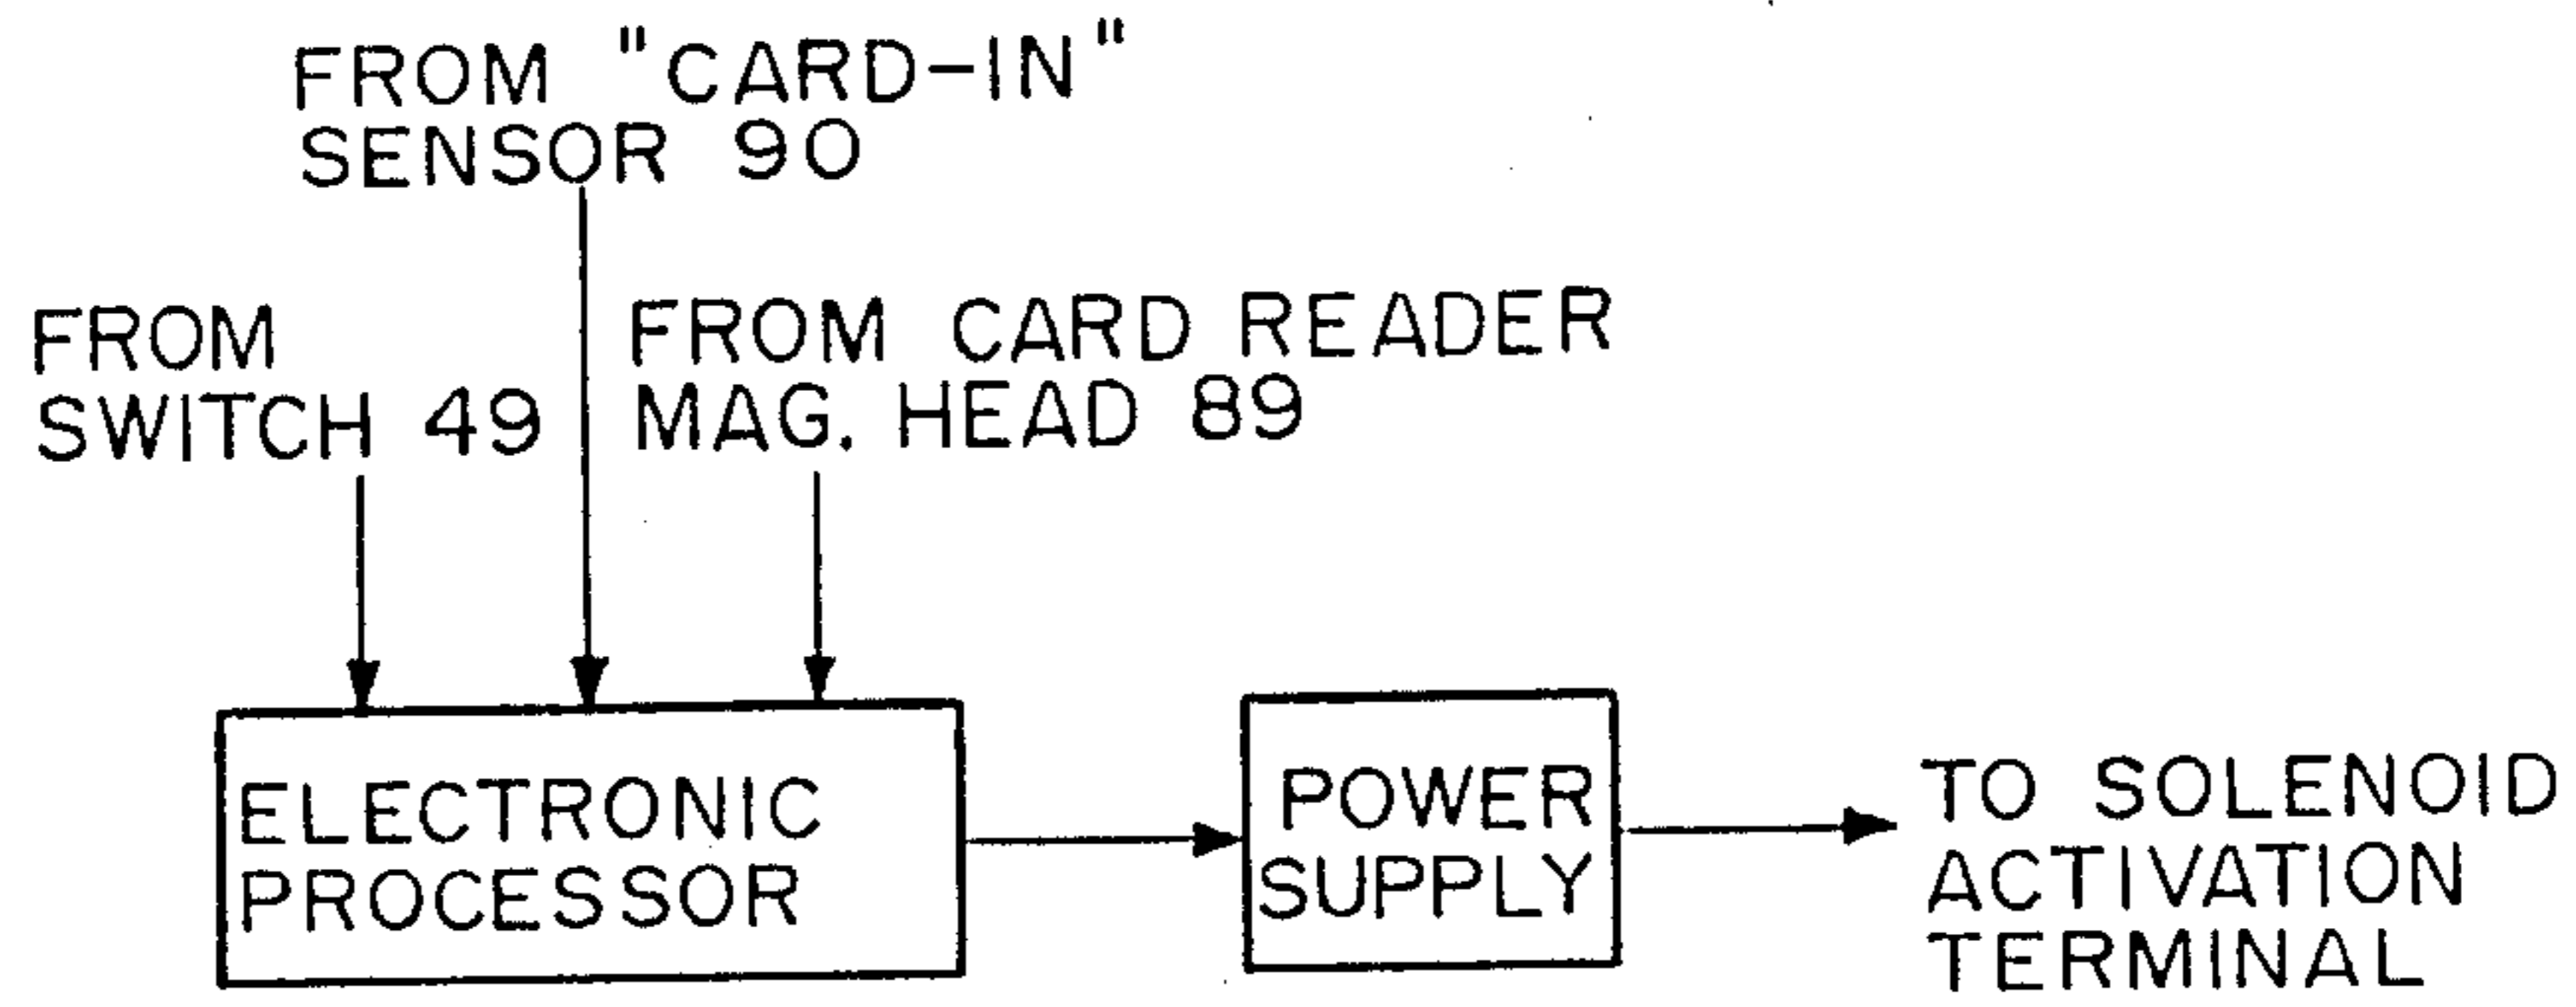 FROM "CARD-IN"
SENSOR 90
FROM
SWITCH 49
FROM CARD READER
MAG. HEAD 89
ELECTRONIC
PROCESSOR
POWER
SUPPLY
TO SOLENOID
ACTIVATION
TERMINAL